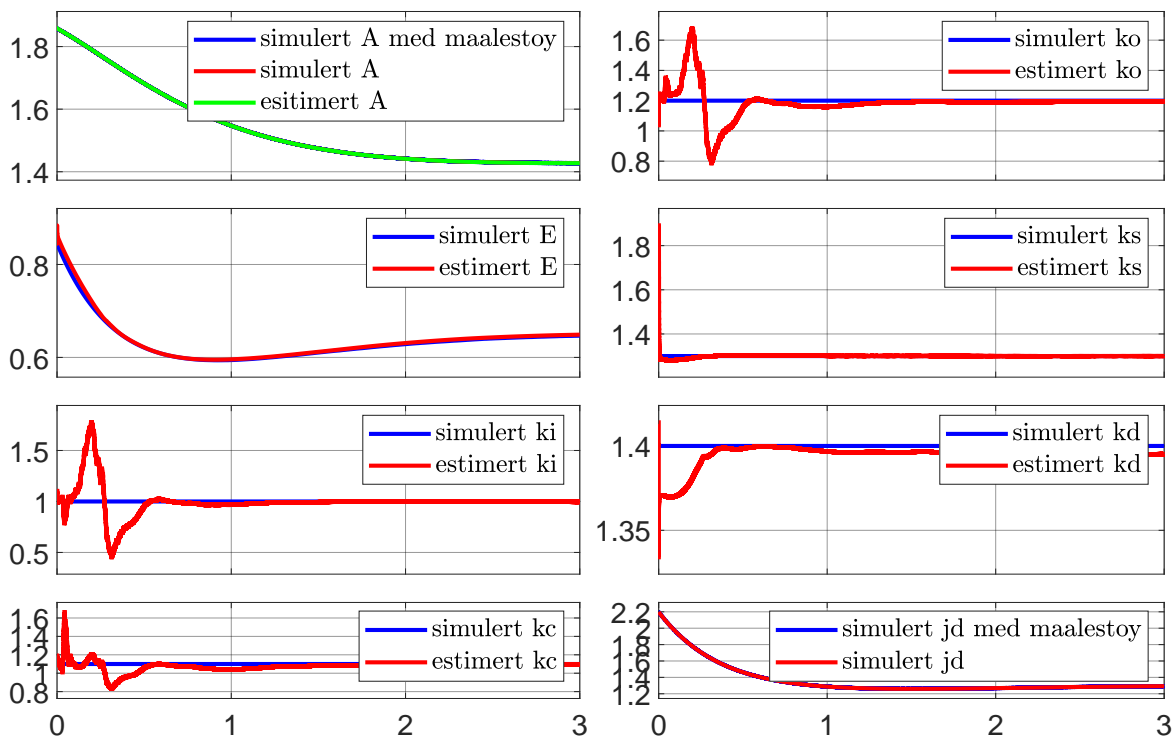 1.8
1.6
1.4
simulert A med maalestoy
simulert A
esitimert A
1.6
1.4
1.2
1
0.8
simulert ko
estimert ko
0.8
0.6
simulert E
estimert E
1.8
1.6
1.4
simulert ks
estimert ks
1.5
1
0.5
simulert ki
estimert ki
1.4
1.35
simulert kd
estimert kd
1.6
1.4
1.2
1
0.8
simulert kc
estimert kc
2.2
2
1.8
1.6
1.4
1.2
simulert jd med maalestoy
simulert jd
0 1 2 3
0 1 2 3